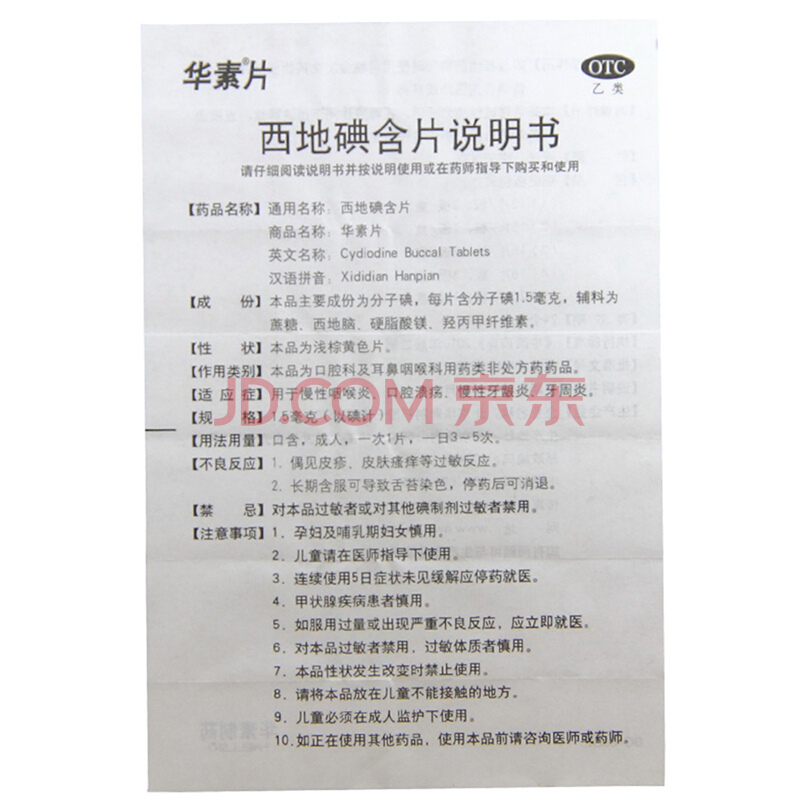 华素®片
OTC
乙类
西地碘含片说明书
请仔细阅读说明书并按说明使用或在药师指导下购买和使用
【药品名称】通用名称：西地碘含片
商品名称：华素片
英文名称：Cydiodine Buccal Tablets
汉语拼音：Xididian Hanpian
【成 份】本品主要成份为分子碘，每片含分子碘1.5毫克，辅料为
蔗糖、西地脑、硬脂酸镁、羟丙甲纤维素。
【性 状】本品为浅棕黄色片。
【作用类别】本品为口腔科及耳鼻咽喉科用药类非处方药药品。
【适 应 症】用于慢性咽喉炎、口腔溃疡、慢性牙龈炎、牙周炎。
JD.COM 京东
【规 格】1.5毫克（以碘计）
【用法用量】口含，成人，一次1片，一日3～5次。
【不良反应】1．偶见皮疹、皮肤瘙痒等过敏反应。
2．长期含服可导致舌苔染色，停药后可消退。
【禁 忌】对本品过敏者或对其他碘制剂过敏者禁用。
【注意事项】1．孕妇及哺乳期妇女慎用。
2．儿童请在医师指导下使用。
3．连续使用5日症状未见缓解应停药就医。
4．甲状腺疾病患者慎用。
5．如服用过量或出现严重不良反应，应立即就医。
6．对本品过敏者禁用，过敏体质者慎用。
7．本品性状发生改变时禁止使用。
8．请将本品放在儿童不能接触的地方。
9．儿童必须在成人监护下使用。
10.如正在使用其他药品，使用本品前请咨询医师或药师。